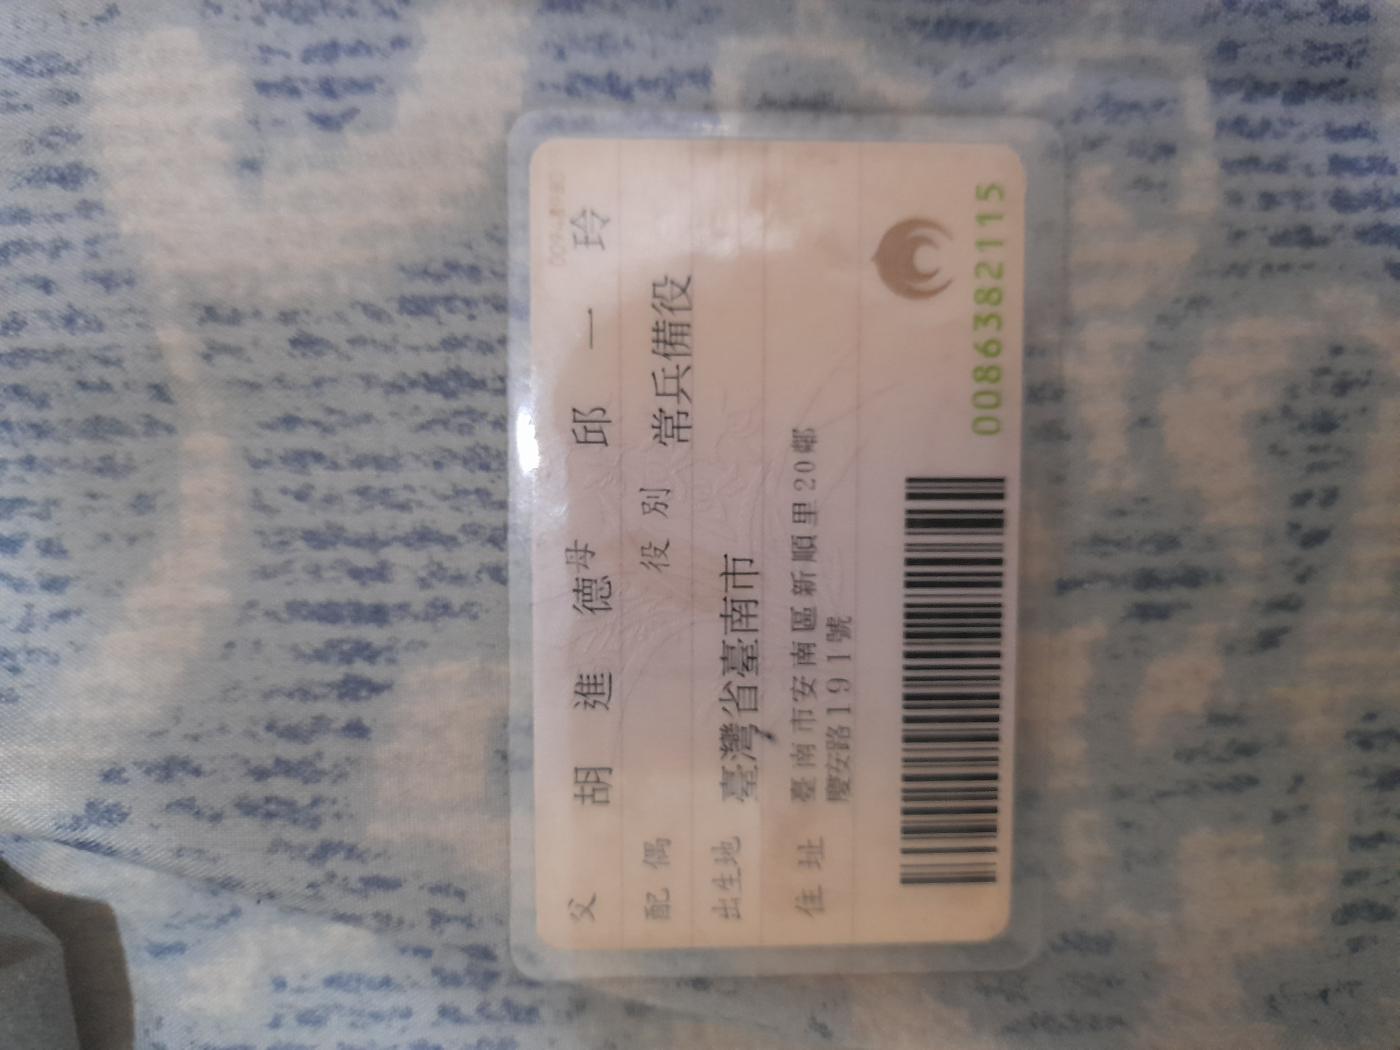 父 胡進德 母 邱一玲
配偶 役別 常兵備役
出生地 臺灣省臺南市
住址 臺南市安南區新順里20鄰
慶安路191號
0086382115